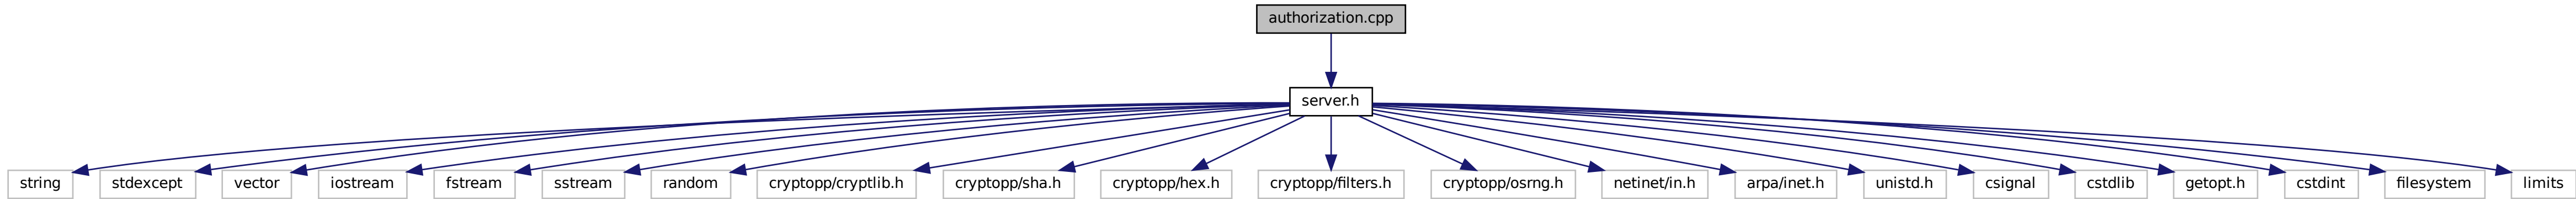 authorization.cpp
server.h
string
stdexcept
vector
iostream
fstream
sstream
random
cryptopp/cryptlib.h
cryptopp/sha.h
cryptopp/hex.h
cryptopp/filters.h
cryptopp/osrng.h
netinet/in.h
arpa/inet.h
unistd.h
csignal
cstdlib
getopt.h
cstdint
filesystem
limits